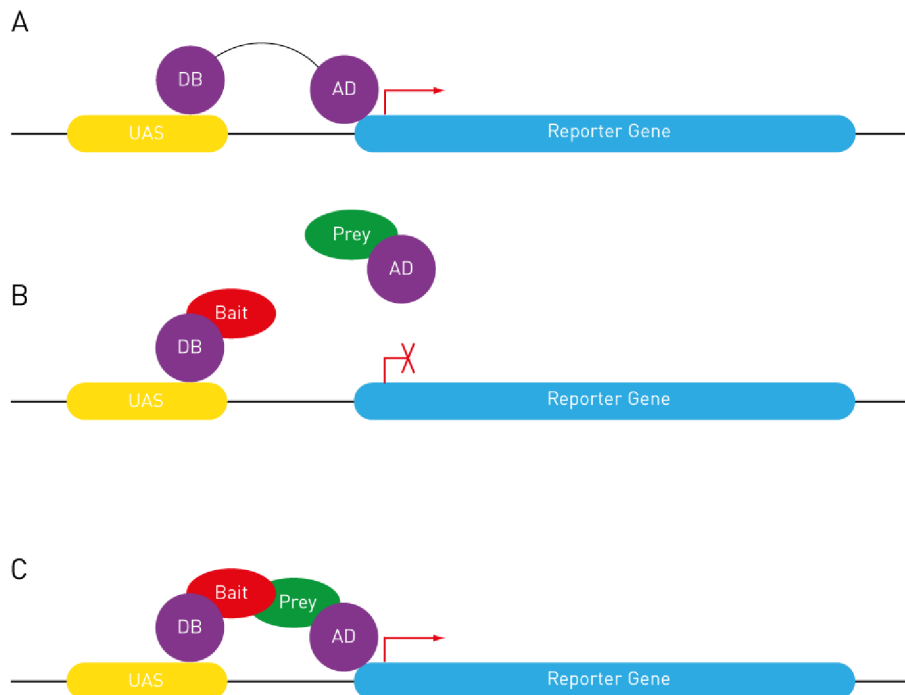 A
DB
AD
UAS
Reporter Gene
Prey
AD
B
Bait
DB
UAS
Reporter Gene
C
Bait
Prey
DB
AD
UAS
Reporter Gene